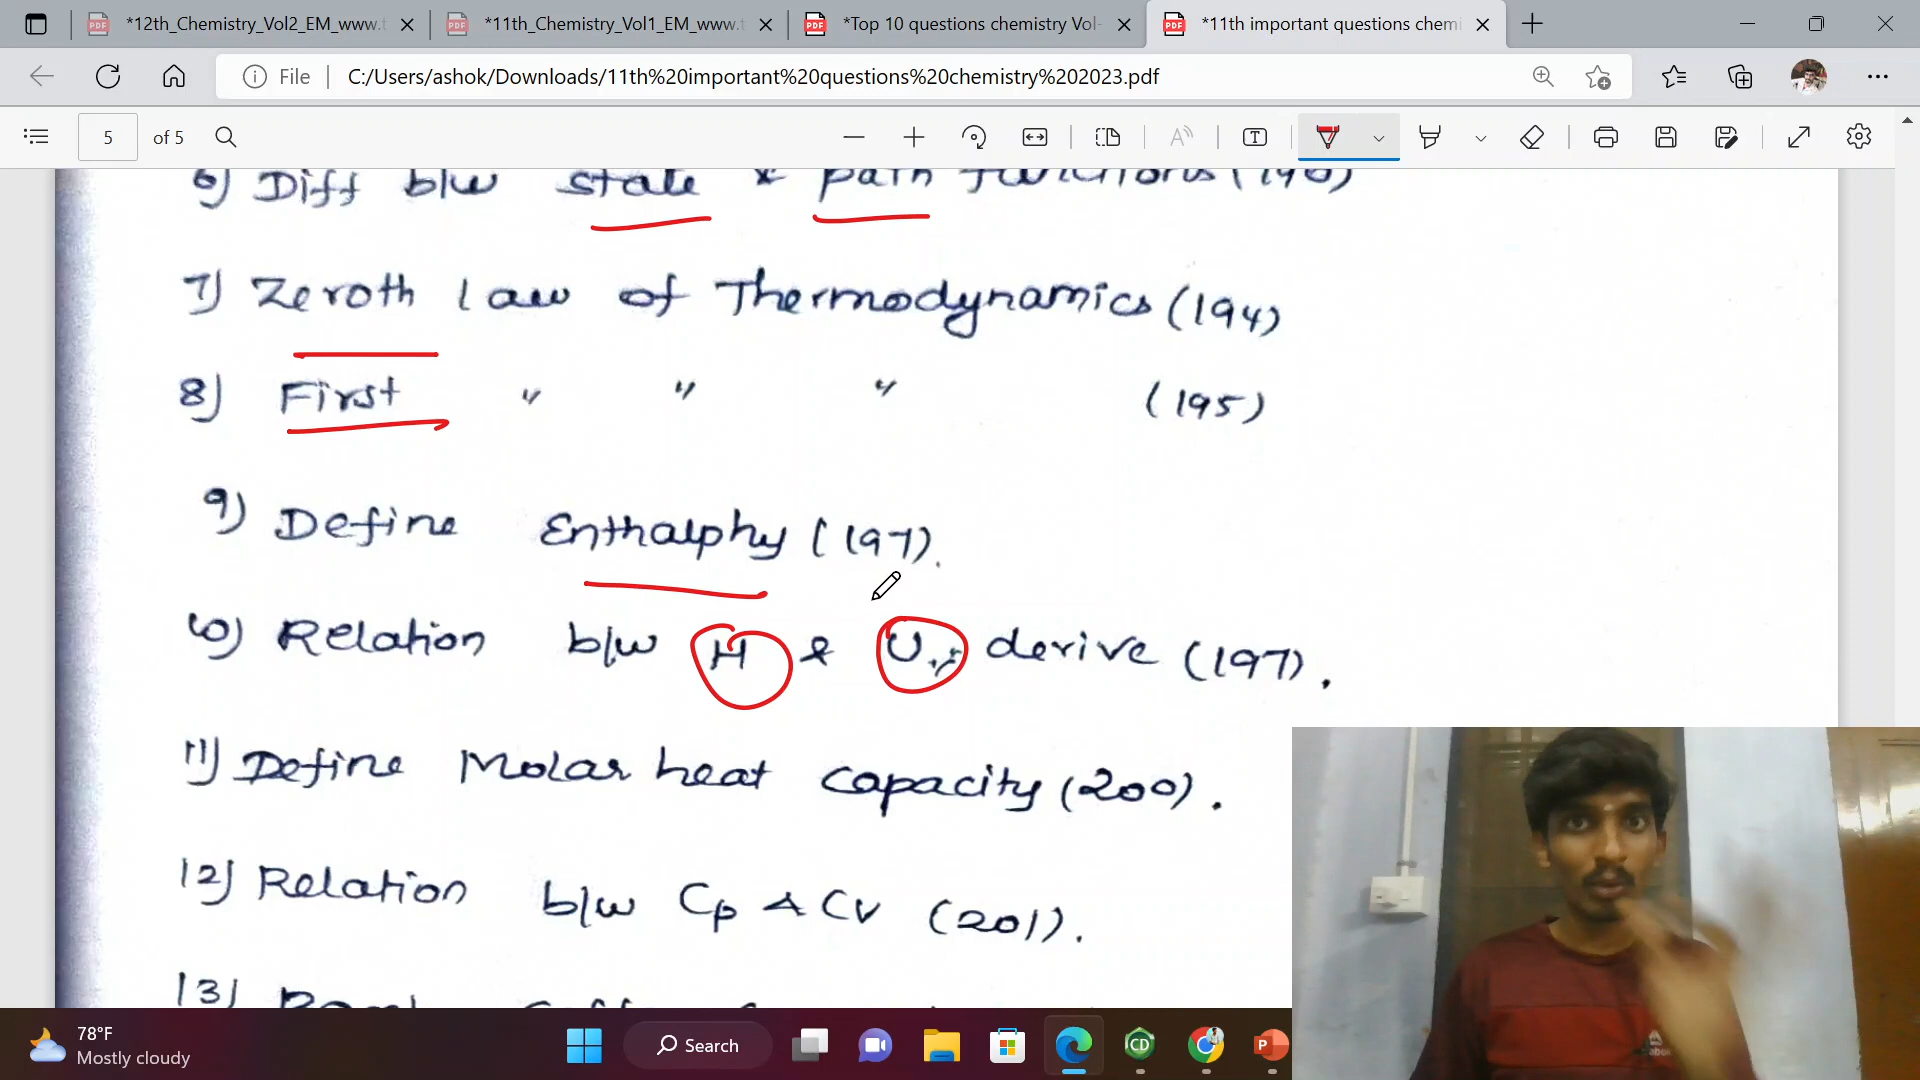 *12th_Chemistry_Vol2_EM_www.t
*11th_Chemistry_Vol1_EM_www.t
*Top 10 questions chemistry Vol-
*11th important questions chemi
File C:/Users/ashok/Downloads/11th%20important%20questions%20chemistry%202023.pdf
5 of 5
6) Diff b/w state & path functions (196)
7) Zeroth law of Thermodynamics (194)
8) First " " " (195)
9) Define Enthalphy (197).
10) Relation b/w H & U derive (197).
11) Define Molar heat capacity (200).
12) Relation b/w Cp & Cv (201).
13)
78°F
Mostly cloudy
Search